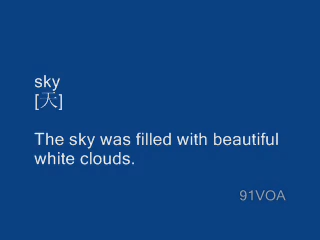 sky
[天]
The sky was filled with beautiful
white clouds.
91VOA